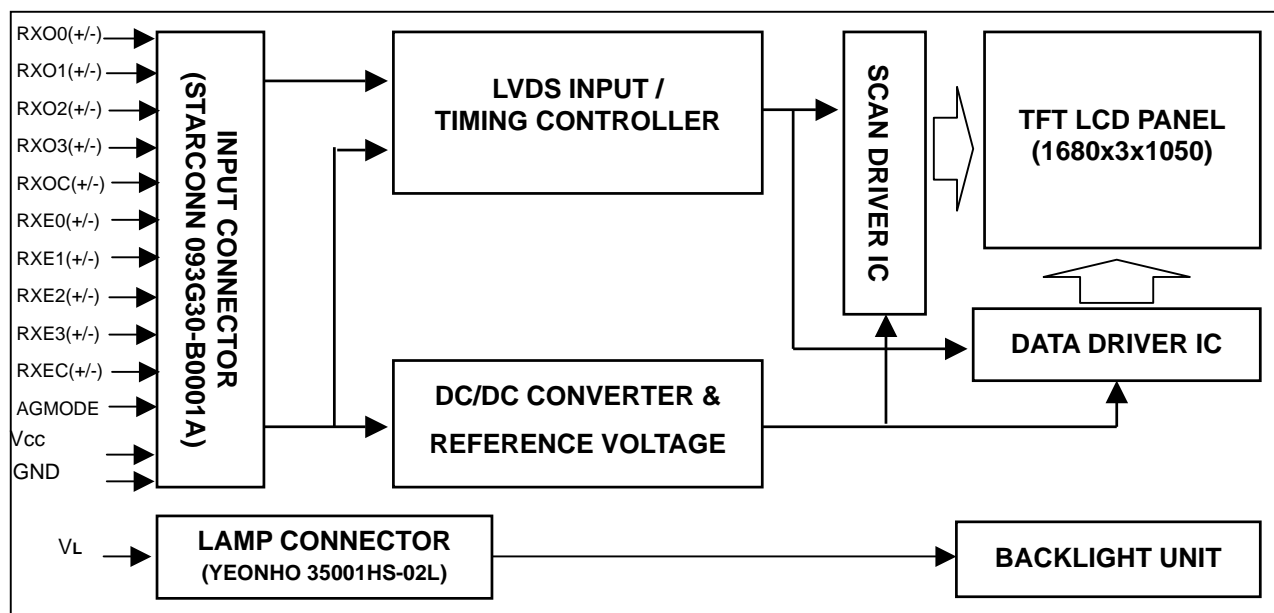 RXO0(+/-)
RXO1(+/-)
RXO2(+/-)
RXO3(+/-)
RXOC(+/-)
RXE0(+/-)
RXE1(+/-)
RXE2(+/-)
RXE3(+/-)
RXEC(+/-)
AGMODE
Vcc
GND
VL
INPUT CONNECTOR
(STARCONN 093G30-B0001A)
LVDS INPUT /
TIMING CONTROLLER
SCAN DRIVER IC
TFT LCD PANEL
(1680x3x1050)
DATA DRIVER IC
DC/DC CONVERTER &
REFERENCE VOLTAGE
LAMP CONNECTOR
(YEONHO 35001HS-02L)
BACKLIGHT UNIT